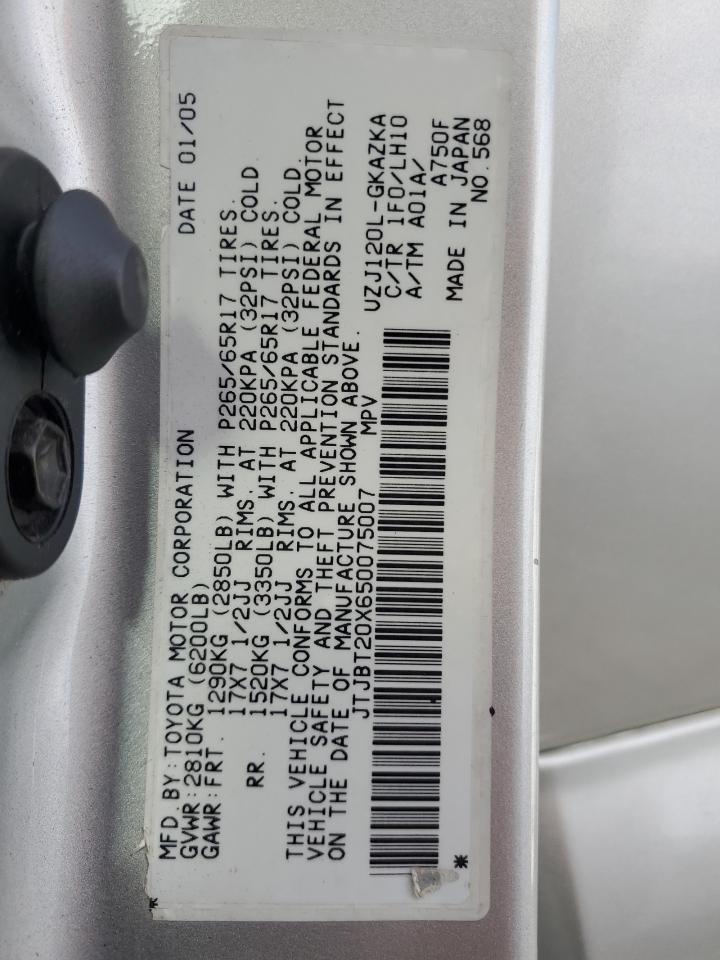 MFD. BY: TOYOTA MOTOR CORPORATION DATE 01/05
GVWR: 2810KG (6200LB)
GAWR: FRT. 1290KG (2850LB) WITH P265/65R17 TIRES.
17X7 1/2JJ RIMS. AT 220KPA (32PSI) COLD.
RR. 1520KG (3350LB) WITH P265/65R17 TIRES.
17X7 1/2JJ RIMS. AT 220KPA (32PSI) COLD.
THIS VEHICLE CONFORMS TO ALL APPLICABLE FEDERAL MOTOR
VEHICLE SAFETY AND THEFT PREVENTION STANDARDS IN EFFECT
ON THE DATE OF MANUFACTURE SHOWN ABOVE.
JTJBT20X650075007 MPV
UZJ120L-GKAZKA
C/TR 1F0/LH10
A/TM A01A/ A750F
MADE IN JAPAN
NO.568